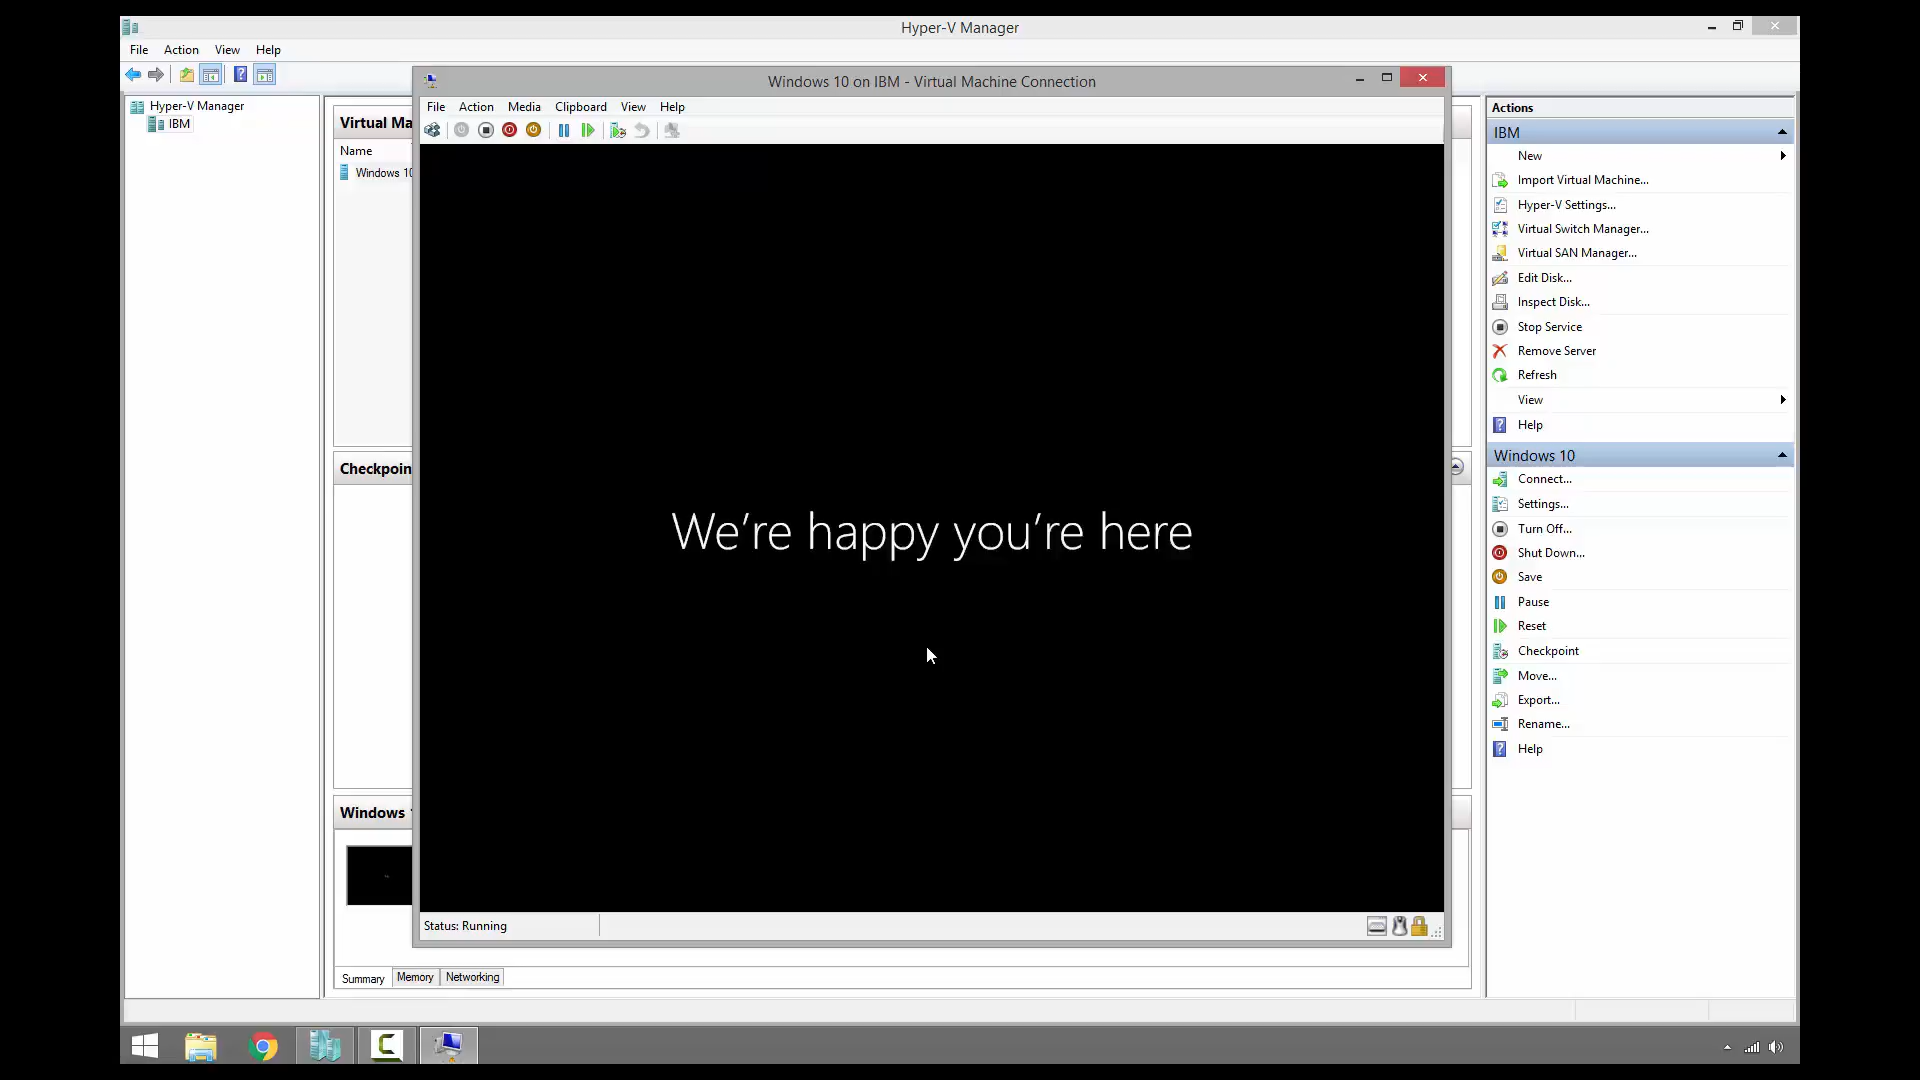 Hyper-V Manager
File Action View Help
Hyper-V Manager
IBM
Virtual Ma
Name
Windows 10
Checkpoin
Windows
Summary Memory Networking
Windows 10 on IBM - Virtual Machine Connection
File Action Media Clipboard View Help
We're happy you're here
Status: Running
Actions
IBM
New
Import Virtual Machine...
Hyper-V Settings...
Virtual Switch Manager...
Virtual SAN Manager...
Edit Disk...
Inspect Disk...
Stop Service
Remove Server
Refresh
View
Help
Windows 10
Connect...
Settings...
Turn Off...
Shut Down...
Save
Pause
Reset
Checkpoint
Move...
Export...
Rename...
Help